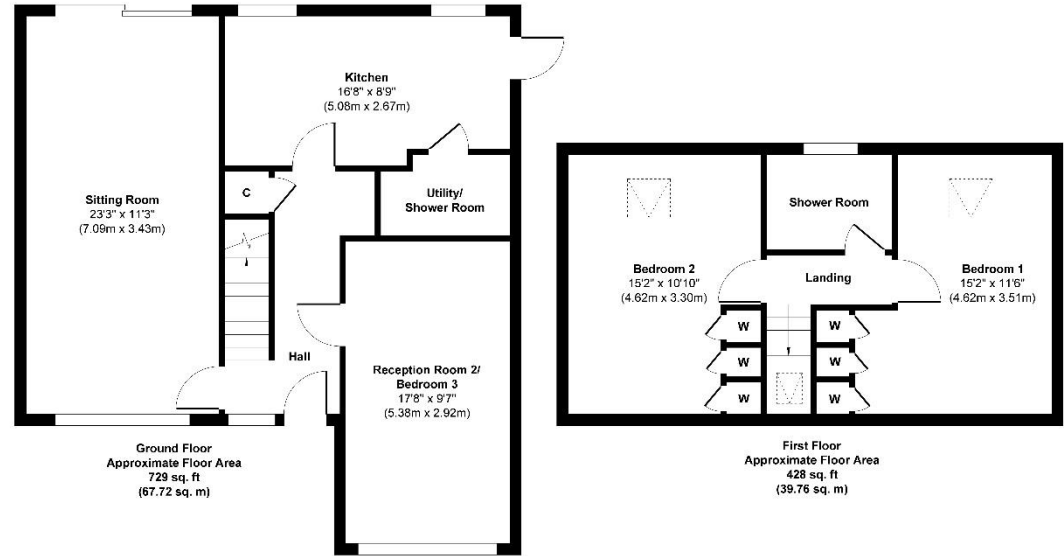 Kitchen
16'8" x 8'9"
(5.08m x 2.67m)
C
Utility/
Shower Room
Sitting Room
23'3" x 11'3"
(7.09m x 3.43m)
Hall
Reception Room 2/
Bedroom 3
17'8" x 9'7"
(5.38m x 2.92m)
Ground Floor
Approximate Floor Area
729 sq. ft
(67.72 sq. m)
Shower Room
Bedroom 2
15'2" x 10'10"
(4.62m x 3.30m)
Landing
Bedroom 1
15'2" x 11'6"
(4.62m x 3.51m)
W
W
W
W
W
W
First Floor
Approximate Floor Area
428 sq. ft
(39.76 sq. m)